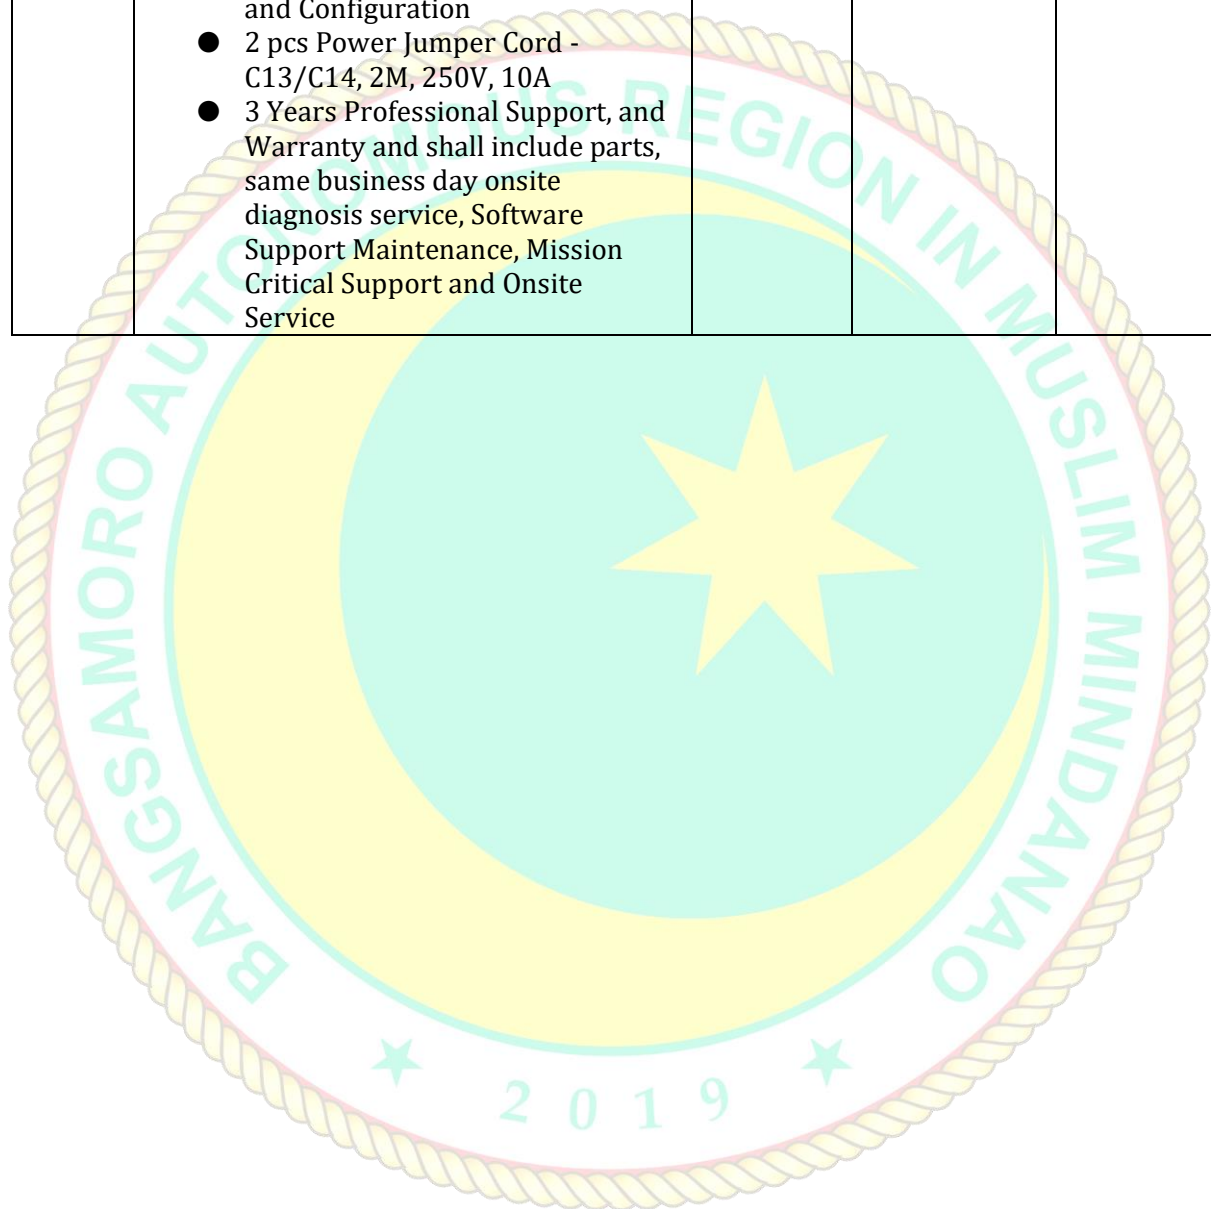 and Configuration
● 2 pcs Power Jumper Cord -
C13/C14, 2M, 250V, 10A
● 3 Years Professional Support, and
Warranty and shall include parts,
same business day onsite
diagnosis service, Software
Support Maintenance, Mission
Critical Support and Onsite
Service
BANGSAMORO AUTONOMOUS REGION IN MUSLIM MINDANAO
2019